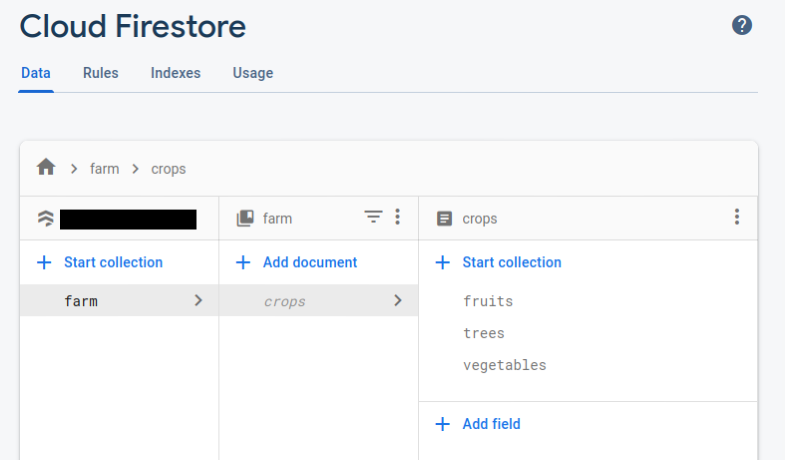 Cloud Firestore
?
Data Rules Indexes Usage
farm crops
farm crops
Start collection Add document Start collection
farm crops fruits
trees
vegetables
Add field